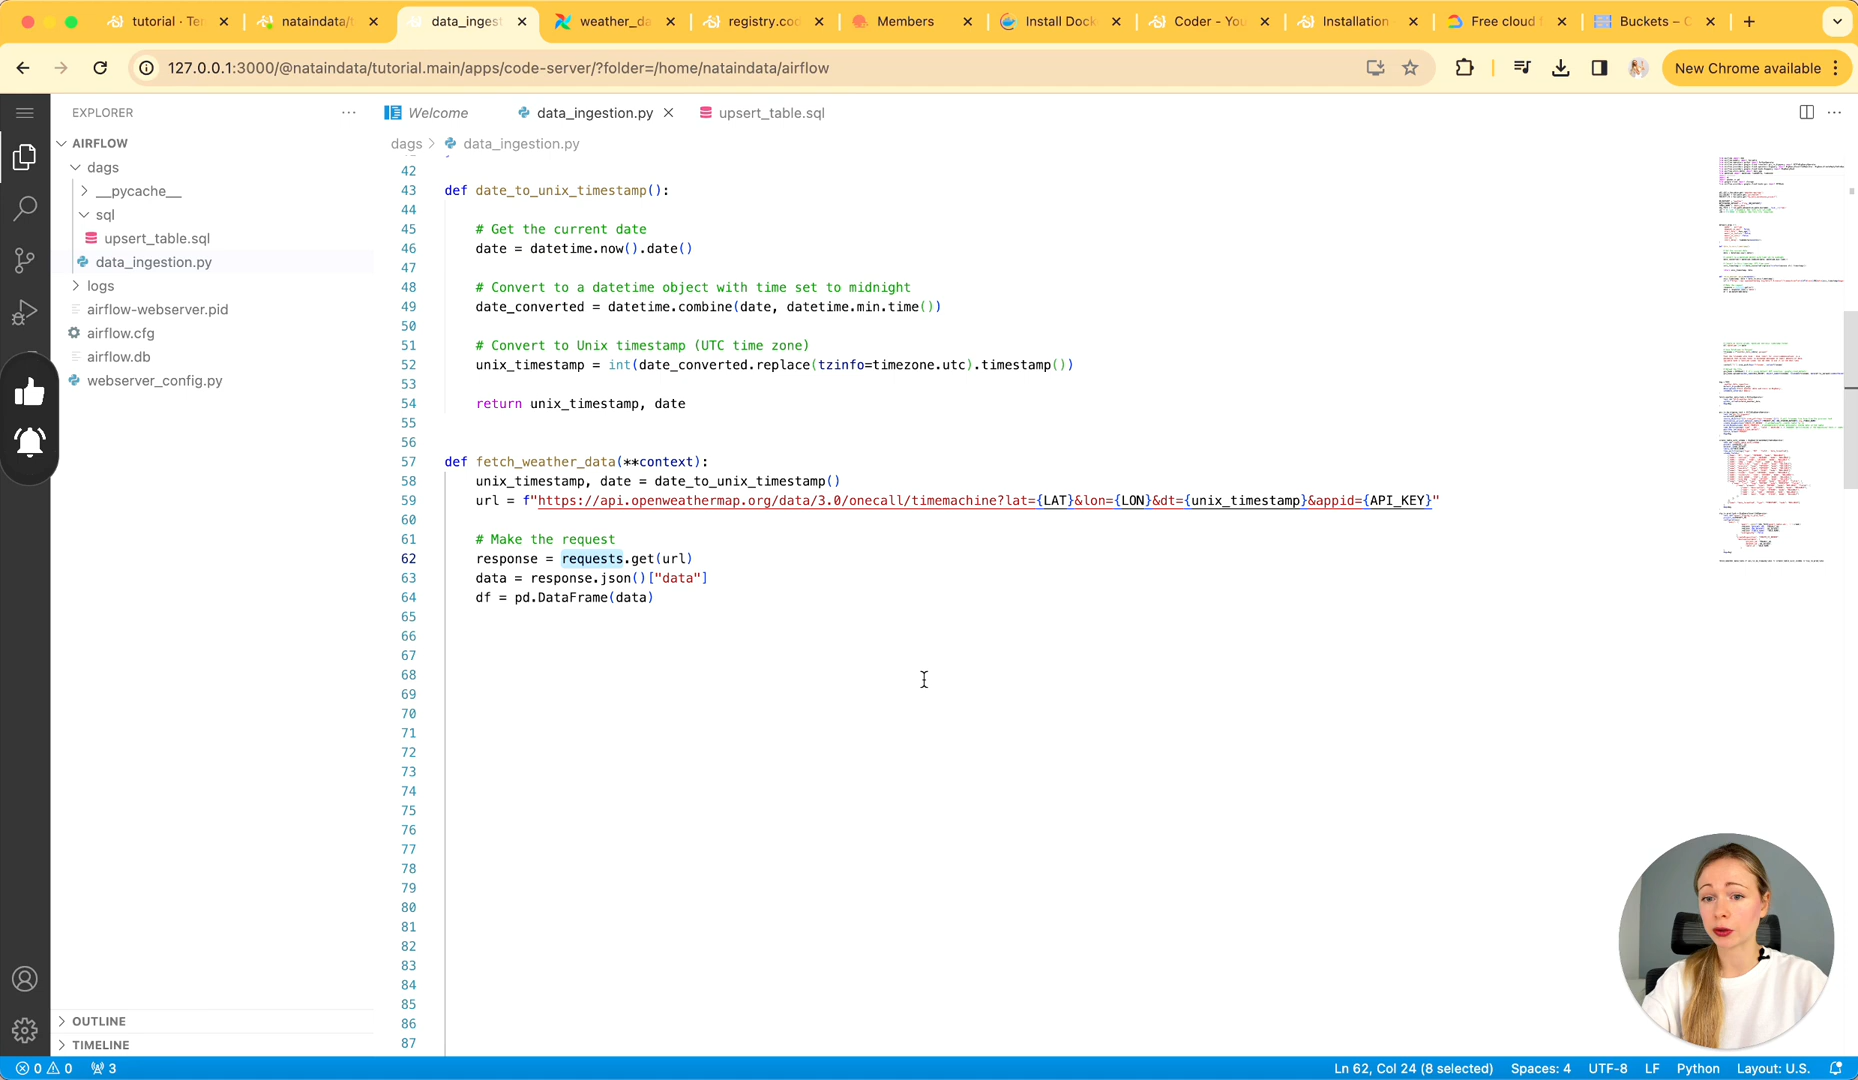 tutorial · Te
nataindata/t
data_ingest
weather_da
registry.cod
Members
Install Dock
Coder - You
Installation
Free cloud
Buckets – C
127.0.0.1:3000/@nataindata/tutorial.main/apps/code-server/?folder=/home/nataindata/airflow
New Chrome available
EXPLORER
Welcome
data_ingestion.py
upsert_table.sql
dags > data_ingestion.py
AIRFLOW
dags
__pycache__
sql
upsert_table.sql
data_ingestion.py
logs
airflow-webserver.pid
airflow.cfg
airflow.db
webserver_config.py
OUTLINE
TIMELINE
42
43 def date_to_unix_timestamp():
44
45 # Get the current date
46 date = datetime.now().date()
47
48 # Convert to a datetime object with time set to midnight
49 date_converted = datetime.combine(date, datetime.min.time())
50
51 # Convert to Unix timestamp (UTC time zone)
52 unix_timestamp = int(date_converted.replace(tzinfo=timezone.utc).timestamp())
53
54 return unix_timestamp, date
55
56
57 def fetch_weather_data(**context):
58 unix_timestamp, date = date_to_unix_timestamp()
59 url = f"https://api.openweathermap.org/data/3.0/onecall/timemachine?lat={LAT}&lon={LON}&dt={unix_timestamp}&appid={API_KEY}"
60
61 # Make the request
62 response = requests.get(url)
63 data = response.json()["data"]
64 df = pd.DataFrame(data)
65
66
67
68
69
70
71
72
73
74
75
76
77
78
79
80
81
82
83
84
85
86
87
0 0 3
Ln 62, Col 24 (8 selected) Spaces: 4 UTF-8 LF Python Layout: U.S.